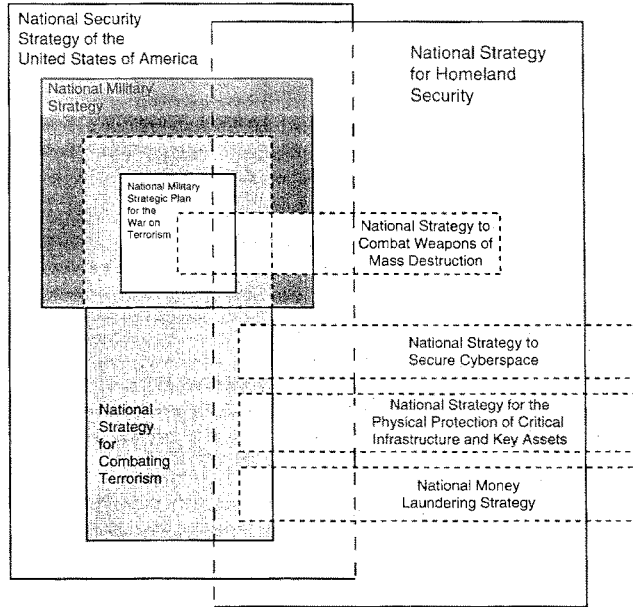 National Security
Strategy of the
United States of America
National Strategy
for Homeland
Security
National Military
Strategy
National Military
Strategic Plan
for the
War on
Terrorism
National Strategy to
Combat Weapons of
Mass Destruction
National Strategy to
Secure Cyberspace
National Strategy for the
Physical Protection of Critical
Infrastructure and Key Assets
National
Strategy
for
Combating
Terrorism
National Money
Laundering Strategy